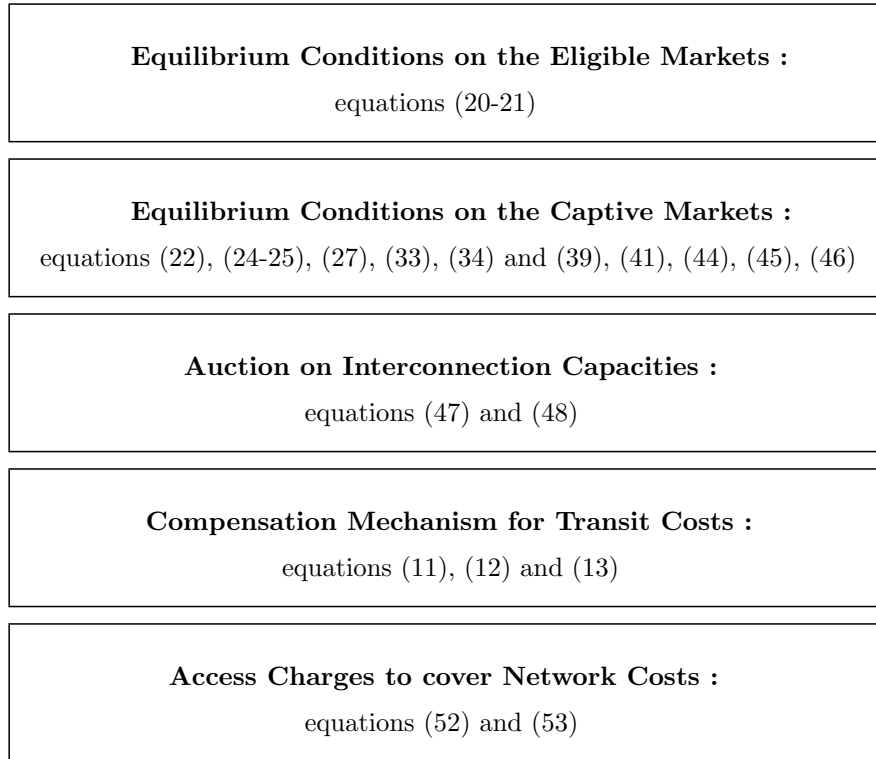 Equilibrium Conditions on the Eligible Markets :
equations (20-21)
Equilibrium Conditions on the Captive Markets :
equations (22), (24-25), (27), (33), (34) and (39), (41), (44), (45), (46)
Auction on Interconnection Capacities :
equations (47) and (48)
Compensation Mechanism for Transit Costs :
equations (11), (12) and (13)
Access Charges to cover Network Costs :
equations (52) and (53)